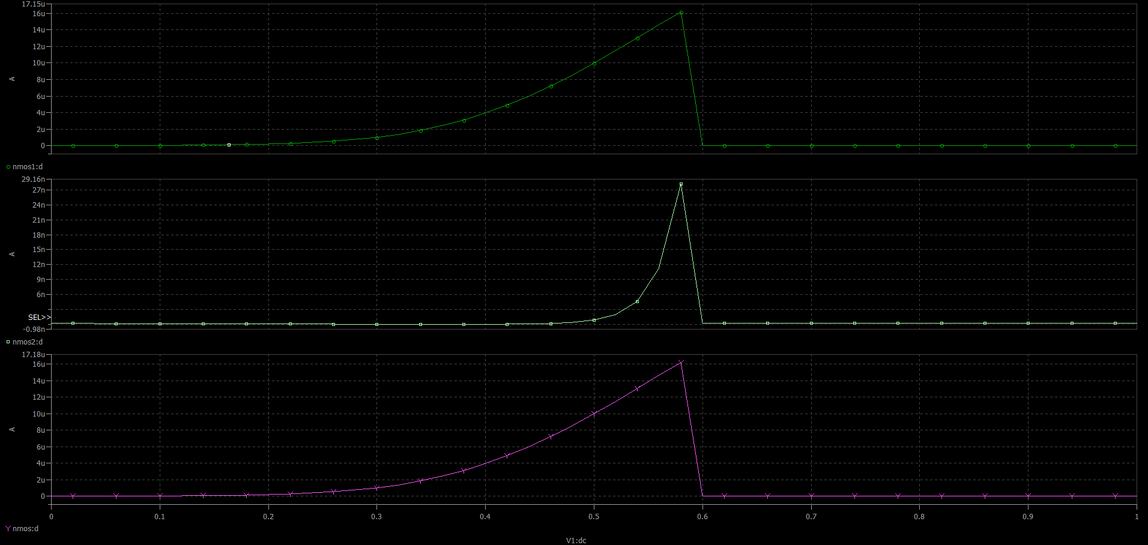 17.15u
16u
14u
12u
10u
8u
6u
4u
2u
0
A
nmos1:d
29.16n
27n
24n
21n
18n
15n
12n
9n
6n
SEL>>
-0.98n
A
nmos2:d
17.18u
16u
14u
12u
10u
8u
6u
4u
2u
0
A
0 0.1 0.2 0.3 0.4 0.5 0.6 0.7 0.8 0.9 1
nmos:d
V1:dc